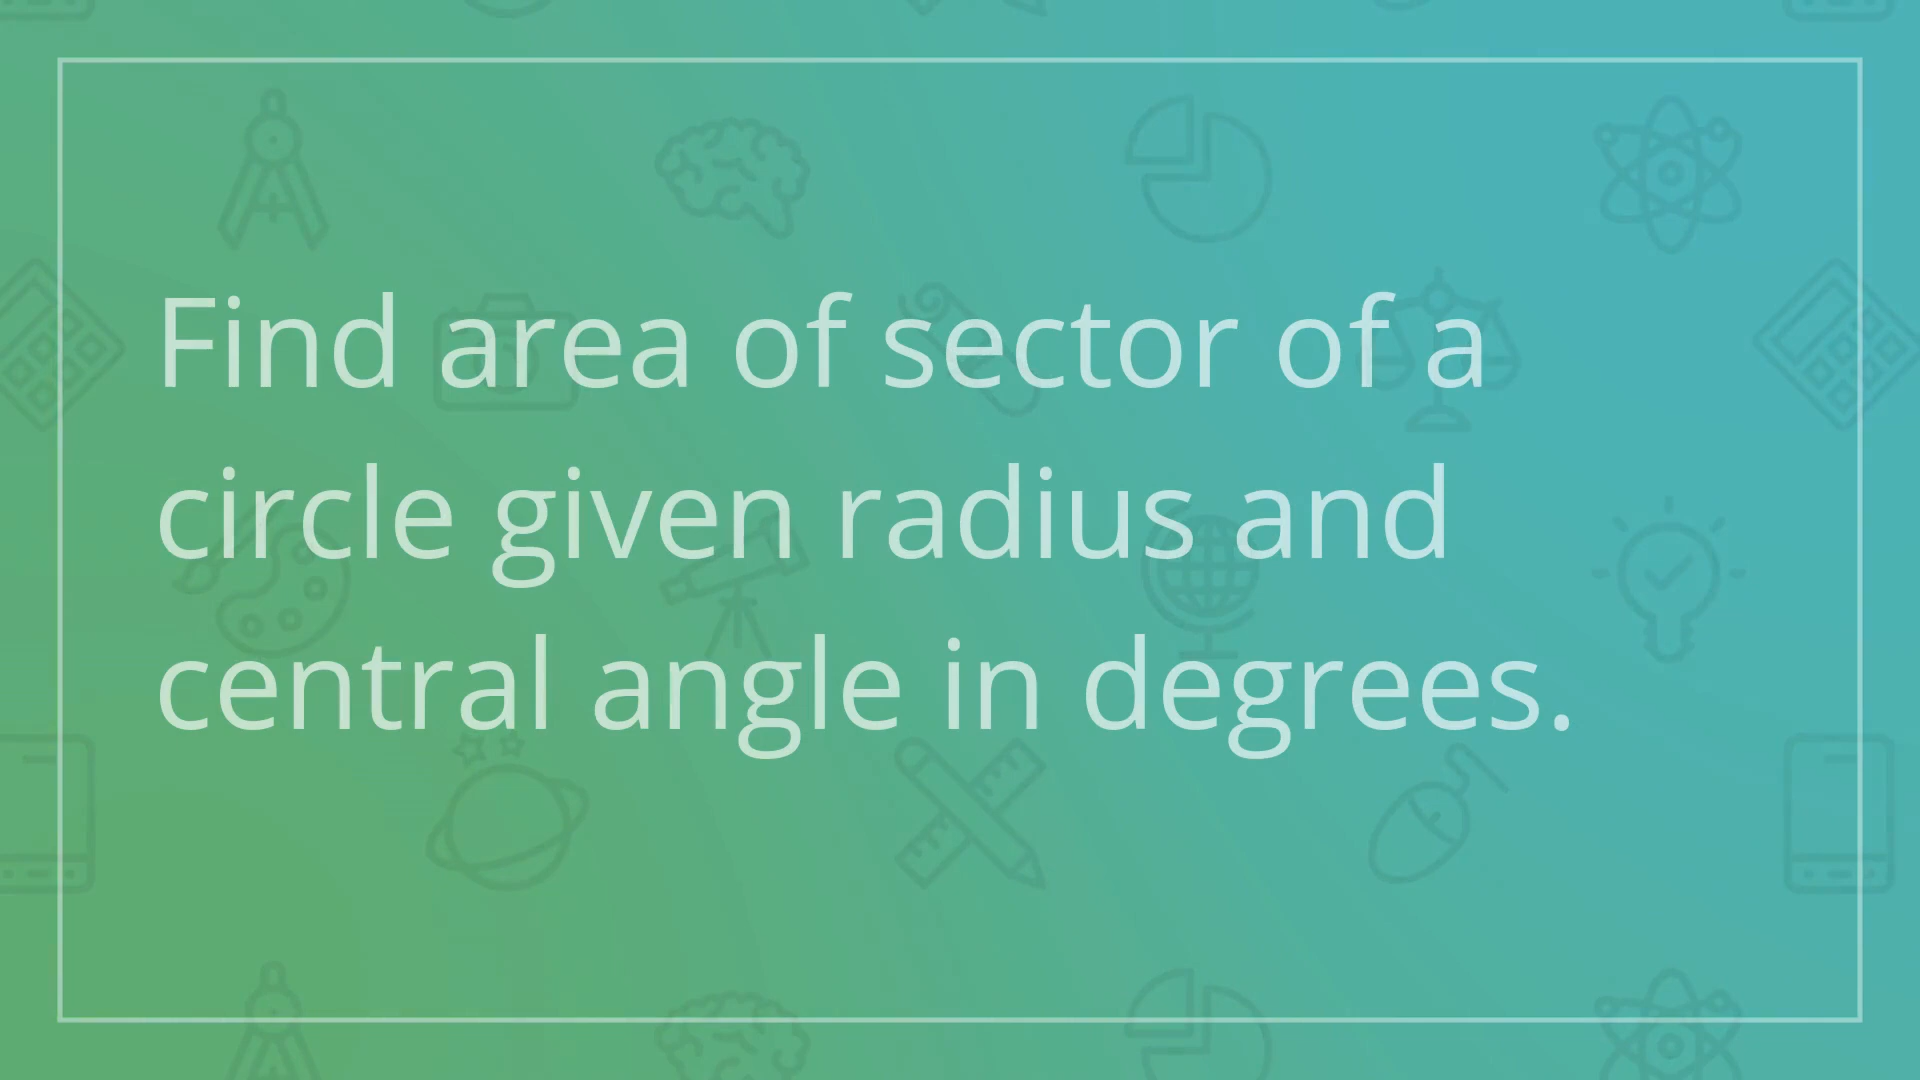 Find area of sector of a
circle given radius and
central angle in degrees.